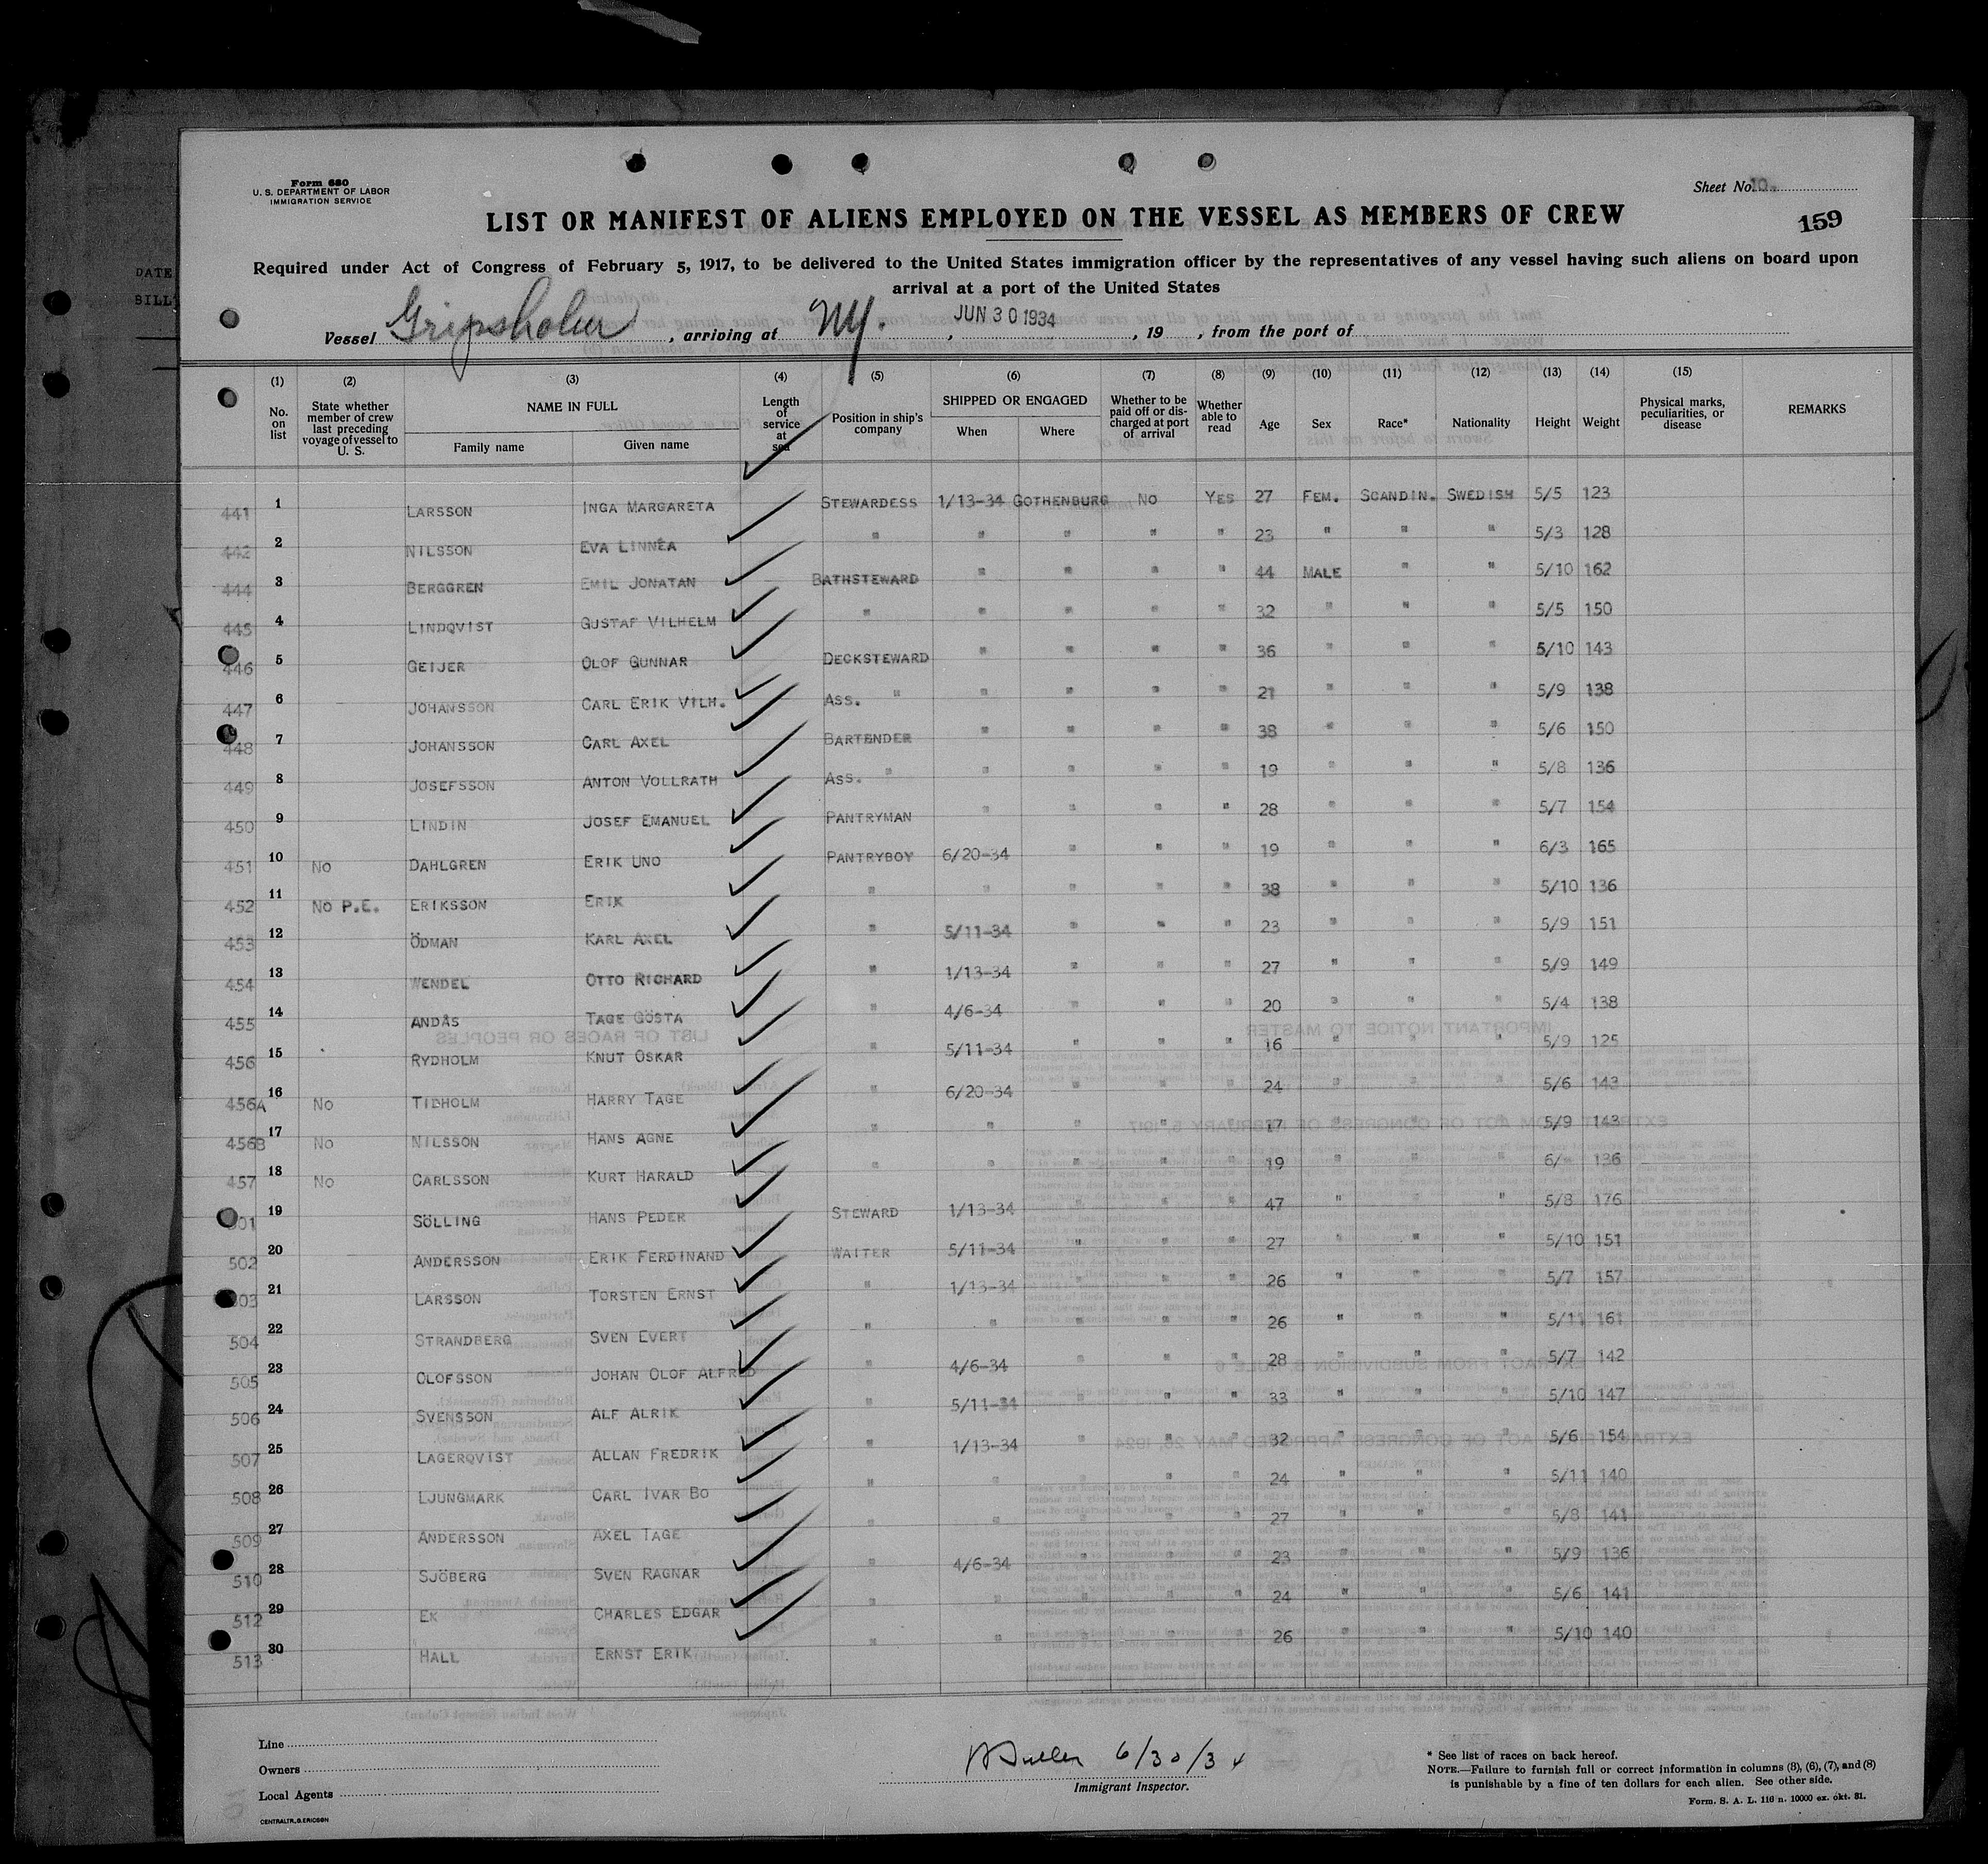 DATE
BILL
Form 680
U. S. DEPARTMENT OF LABOR
IMMIGRATION SERVICE
Sheet No. 10.
LIST OR MANIFEST OF ALIENS EMPLOYED ON THE VESSEL AS MEMBERS OF CREW
159
Required under Act of Congress of February 5, 1917, to be delivered to the United States immigration officer by the representatives of any vessel having such aliens on board upon
arrival at a port of the United States
Vessel Gripsholm, arriving at NY. , JUN 30 1934, 19 , from the port of
(1) No. on list (2) State whether member of crew last preceding voyage of vessel to U. S. (3) NAME IN FULL Family name Given name (4) Length of service at sea (5) Position in ship's company (6) SHIPPED OR ENGAGED When Where (7) Whether to be paid off or discharged at port of arrival (8) Whether able to read (9) Age (10) Sex (11) Race* (12) Nationality (13) Height (14) Weight (15) Physical marks, peculiarities, or disease REMARKS
441 1 LARSSON INGA MARGARETA STEWARDESS 1/13-34 GOTHENBURG NO YES 27 FEM. SCANDIN. SWEDISH 5/5 123
442 2 NILSSON EVA LINNÉA " " " " " 23 " " " 5/3 128
444 3 BERGGREN EMIL JONATAN BATHSTEWARD " " " " 44 MALE " " 5/10 162
445 4 LINDQVIST GUSTAF VILHELM " " " " " 32 " " " 5/5 150
446 5 GEIJER OLOF GUNNAR DECKSTEWARD " " " " 36 " " " 5/10 143
447 6 JOHANSSON CARL ERIK VILH. ASS. " " " " " 21 " " " 5/9 138
448 7 JOHANSSON CARL AXEL BARTENDER " " " " 38 " " " 5/6 150
449 8 JOSEFSSON ANTON VOLLRATH ASS. " " " " " 19 " " " 5/8 136
450 9 LINDIN JOSEF EMANUEL PANTRYMAN " " " " 28 " " " 5/7 154
451 10 NO DAHLGREN ERIK UNO PANTRYBOY 6/20-34 " " " 19 " " " 6/3 165
452 11 NO P.E. ERIKSSON ERIK " " " " " 38 " " " 5/10 136
453 12 ÖDMAN KARL AXEL " 5/11-34 " " " 23 " " " 5/9 151
454 13 WENDEL OTTO RICHARD " 1/13-34 " " " 27 " " " 5/9 149
455 14 ANDÅS TAGE GÖSTA " 4/6-34 " " " 20 " " " 5/4 138
456 15 RYDHOLM KNUT OSKAR " 5/11-34 " " " 16 " " " 5/9 125
456A 16 NO TIDHOLM HARRY TAGE " 6/20-34 " " " 24 " " " 5/6 143
456B 17 NO NILSSON HANS AGNE " " " " " 17 " " " 5/9 143
457 18 NO CARLSSON KURT HARALD " " " " " 19 " " " 6/- 136
501 19 SÖLLING HANS PEDER STEWARD 1/13-34 " " " 47 " " " 5/8 176
502 20 ANDERSSON ERIK FERDINAND WAITER 5/11-34 " " " 27 " " " 5/10 151
503 21 LARSSON TORSTEN ERNST " 1/13-34 " " " 26 " " " 5/7 157
504 22 STRANDBERG SVEN EVERT " " " " " 26 " " " 5/11 161
505 23 OLOFSSON JOHAN OLOF ALFRED " 4/6-34 " " " 28 " " " 5/7 142
506 24 SVENSSON ALF ALRIK " 5/11-34 " " " 33 " " " 5/10 147
507 25 LAGERQVIST ALLAN FREDRIK " 1/13-34 " " " 32 " " " 5/6 154
508 26 LJUNGMARK CARL IVAR BO " " " " " 24 " " " 5/11 140
509 27 ANDERSSON AXEL TAGE " " " " " 27 " " " 5/8 141
510 28 SJÖBERG SVEN RAGNAR " 4/6-34 " " " 23 " " " 5/9 136
512 29 EK CHARLES EDGAR " " " " " 24 " " " 5/6 141
513 30 HALL ERNST ERIK " " " " " 26 " " " 5/10 140
Line
Owners
Local Agents
CENTRALTR., G. ERICSON
6/30/34
Immigrant Inspector.
* See list of races on back hereof.
NOTE.—Failure to furnish full or correct information in columns (3), (6), (7), and (8)
is punishable by a fine of ten dollars for each alien. See other side.
Form. S. A. L. 116 n. 10000 ex. okt. 31.